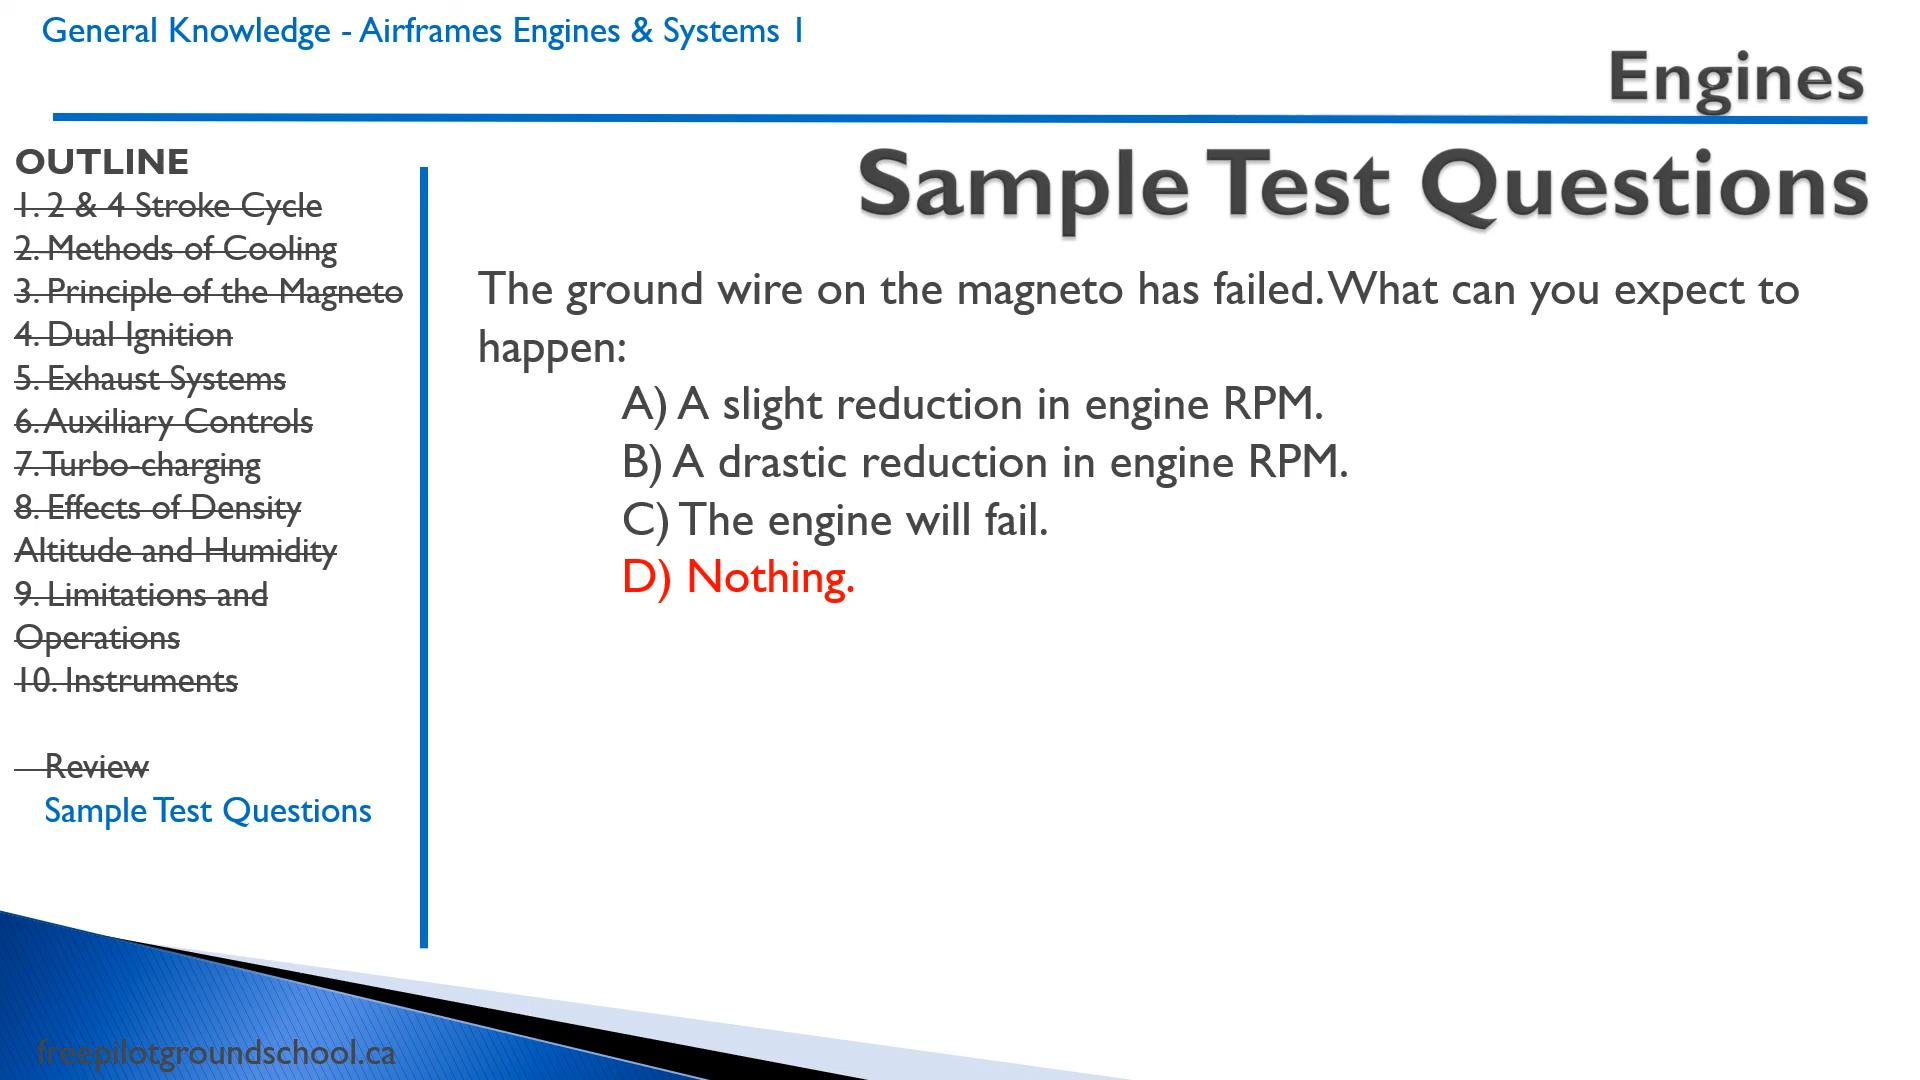 General Knowledge - Airframes Engines & Systems 1
Engines
OUTLINE
1. 2 & 4 Stroke Cycle
2. Methods of Cooling
3. Principle of the Magneto
4. Dual Ignition
5. Exhaust Systems
6. Auxiliary Controls
7. Turbo-charging
8. Effects of Density
Altitude and Humidity
9. Limitations and
Operations
10. Instruments
Review
Sample Test Questions
Sample Test Questions
The ground wire on the magneto has failed. What can you expect to
happen:
A) A slight reduction in engine RPM.
B) A drastic reduction in engine RPM.
C) The engine will fail.
D) Nothing.
freepilotgroundschool.ca